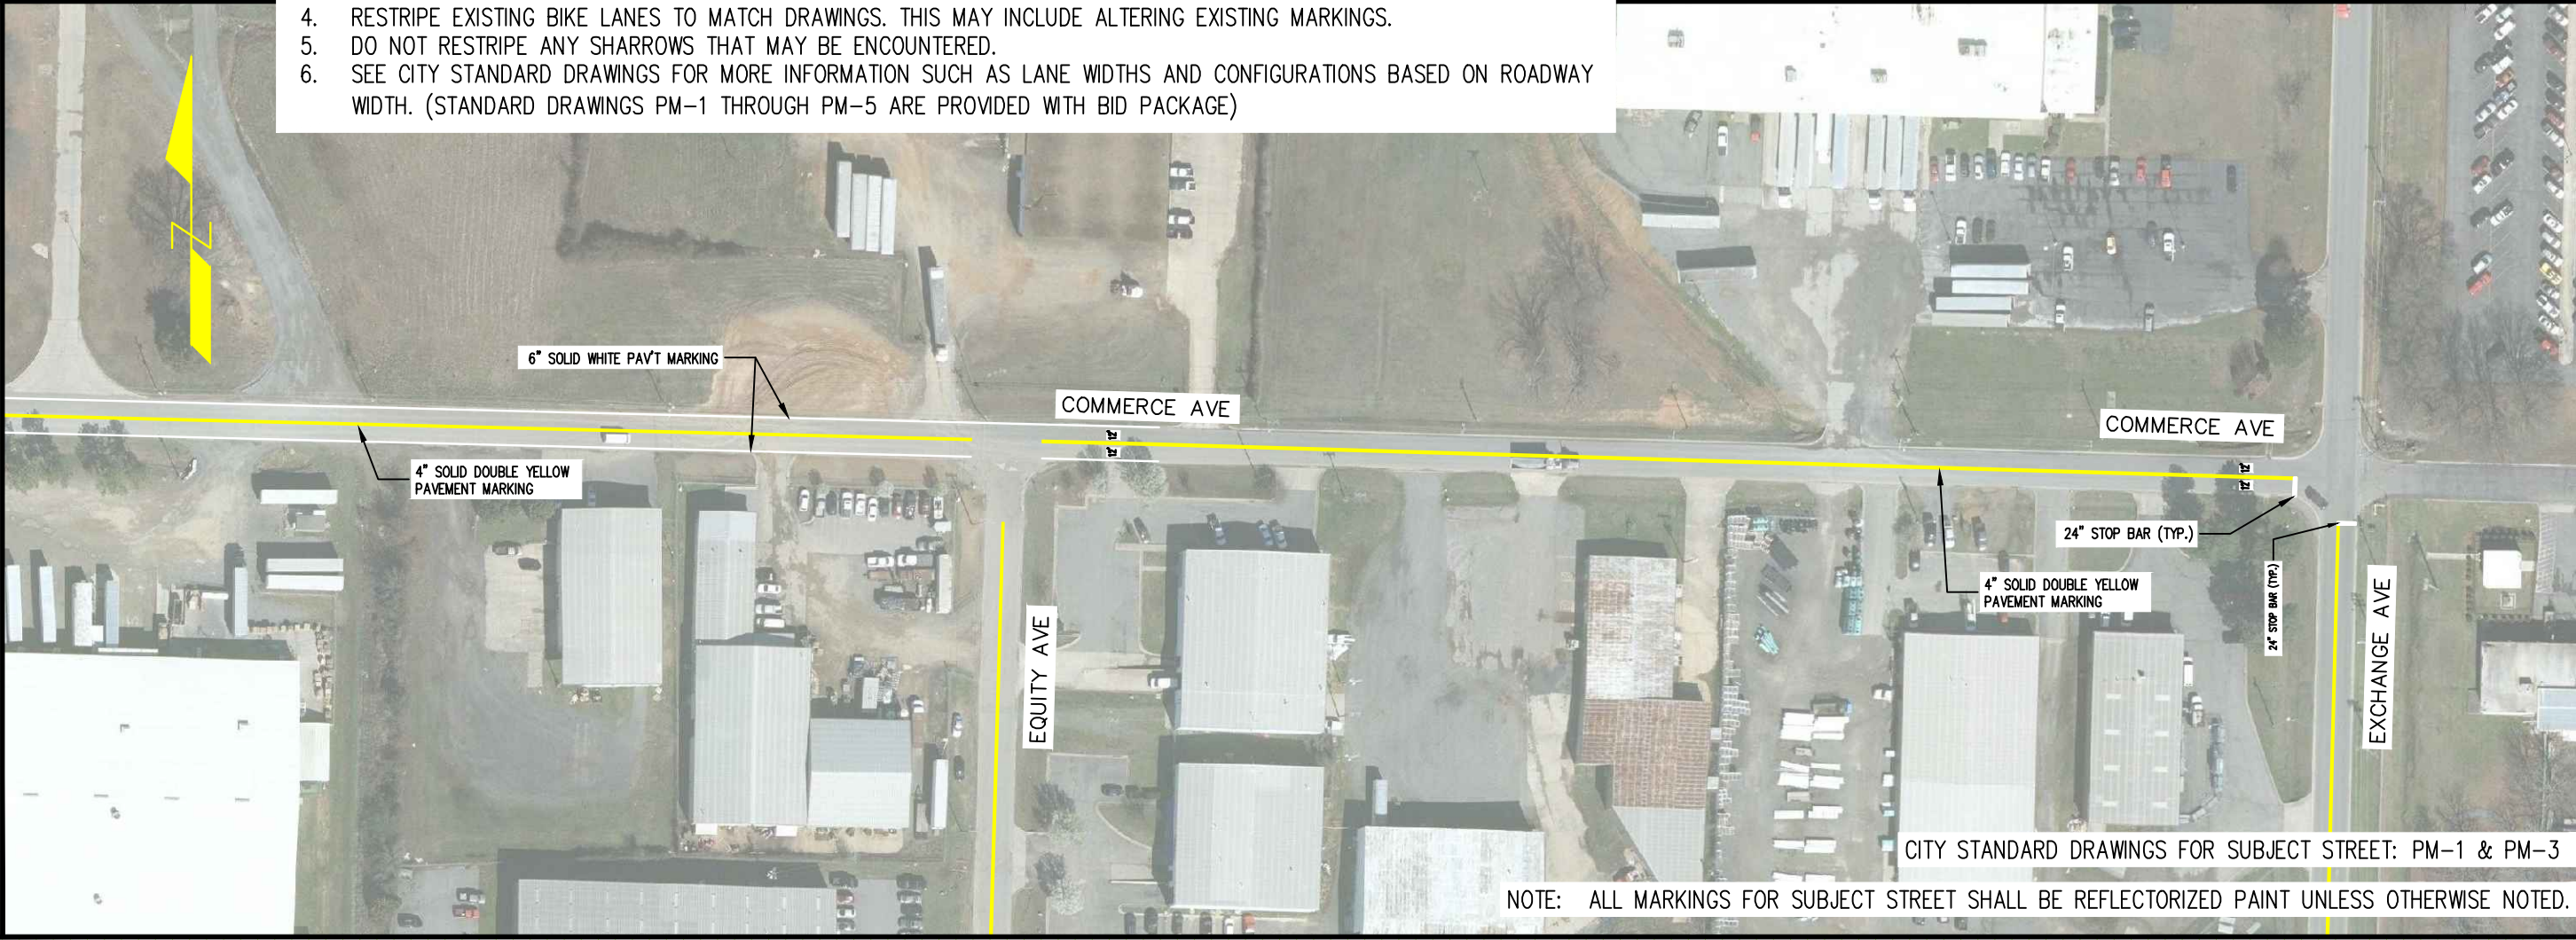 4. RESTRIPE EXISTING BIKE LANES TO MATCH DRAWINGS. THIS MAY INCLUDE ALTERING EXISTING MARKINGS.
5. DO NOT RESTRIPE ANY SHARROWS THAT MAY BE ENCOUNTERED.
6. SEE CITY STANDARD DRAWINGS FOR MORE INFORMATION SUCH AS LANE WIDTHS AND CONFIGURATIONS BASED ON ROADWAY
WIDTH. (STANDARD DRAWINGS PM-1 THROUGH PM-5 ARE PROVIDED WITH BID PACKAGE)
N
6" SOLID WHITE PAV'T MARKING
COMMERCE AVE
COMMERCE AVE
12'
12'
4" SOLID DOUBLE YELLOW
PAVEMENT MARKING
12'
12'
24" STOP BAR (TYP.)
4" SOLID DOUBLE YELLOW
PAVEMENT MARKING
24" STOP BAR (TYP.)
EQUITY AVE
EXCHANGE AVE
CITY STANDARD DRAWINGS FOR SUBJECT STREET: PM-1 & PM-3
NOTE: ALL MARKINGS FOR SUBJECT STREET SHALL BE REFLECTORIZED PAINT UNLESS OTHERWISE NOTED.